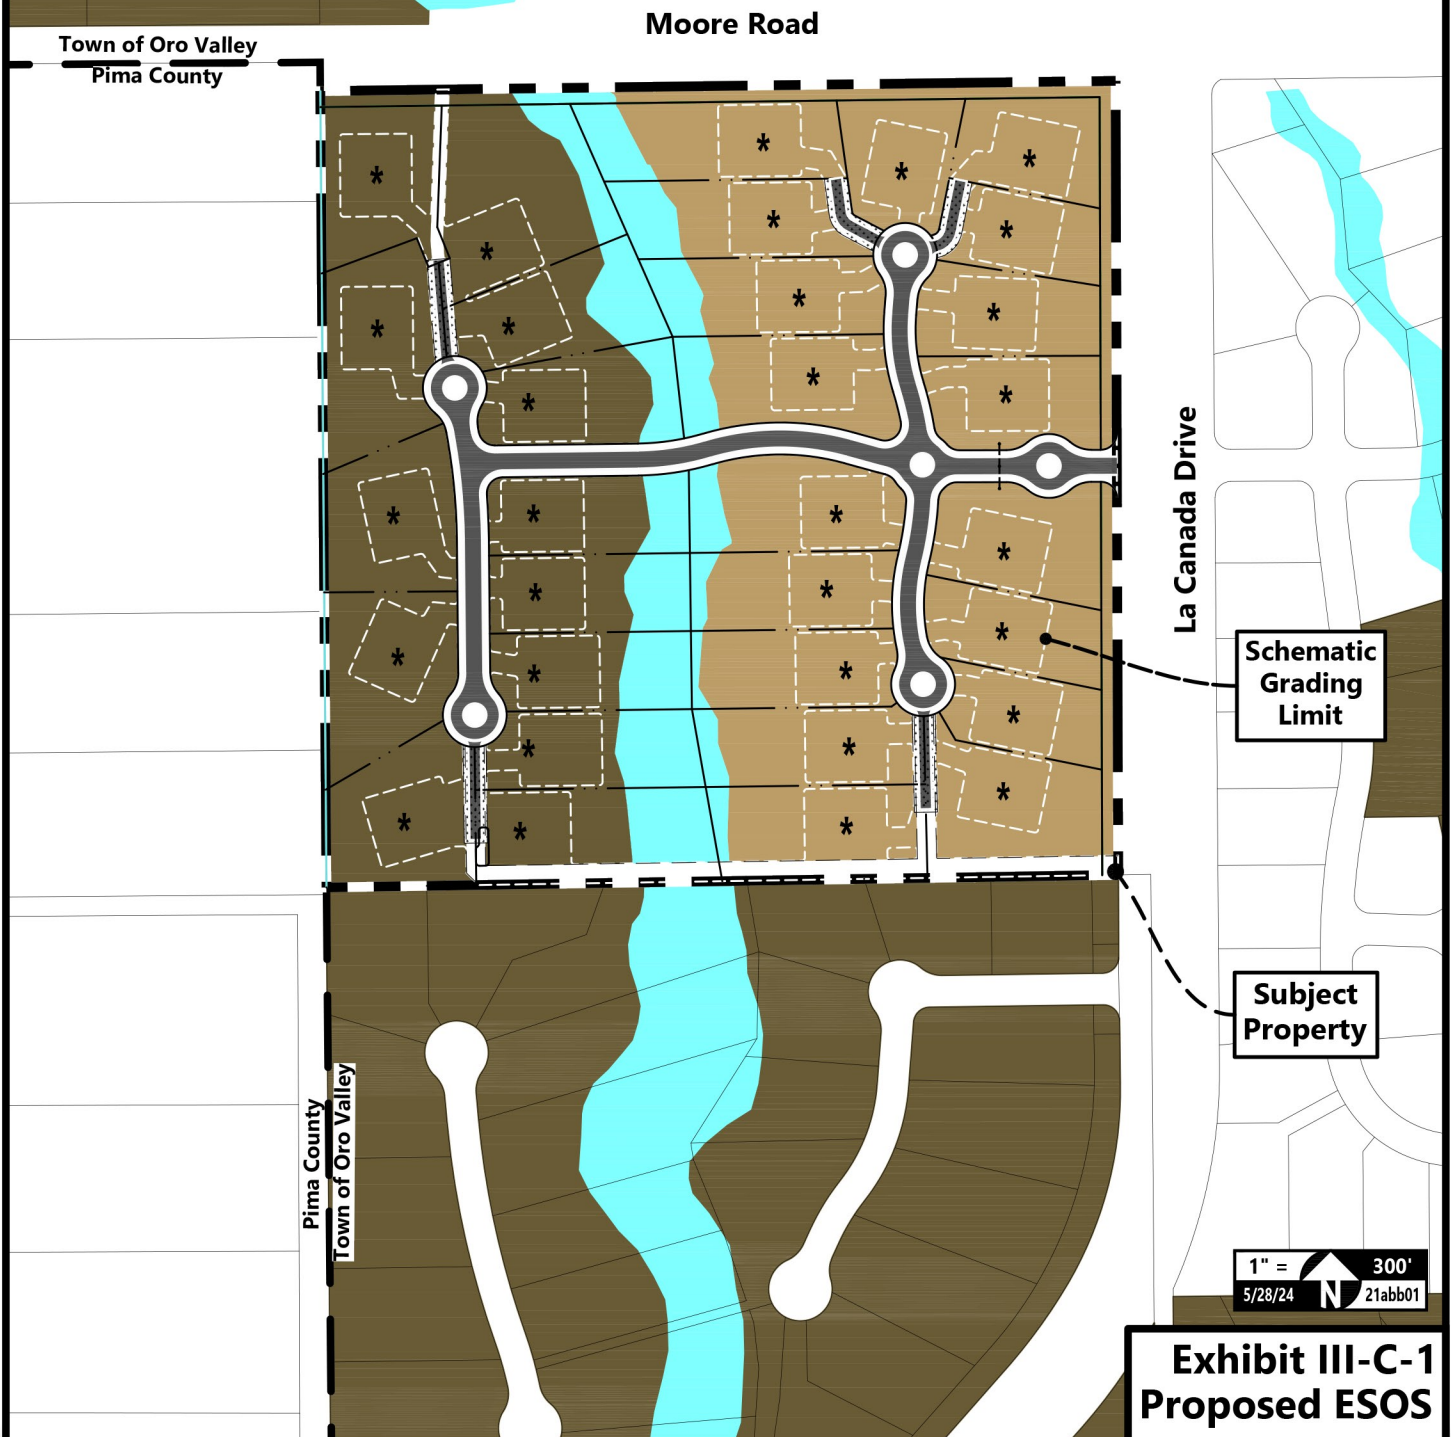 Moore Road
Town of Oro Valley
Pima County
La Canada Drive
Schematic
Grading
Limit
Subject
Property
Pima County
Town of Oro Valley
1" = 300'
5/28/24 N 21abb01
Exhibit III-C-1
Proposed ESOS